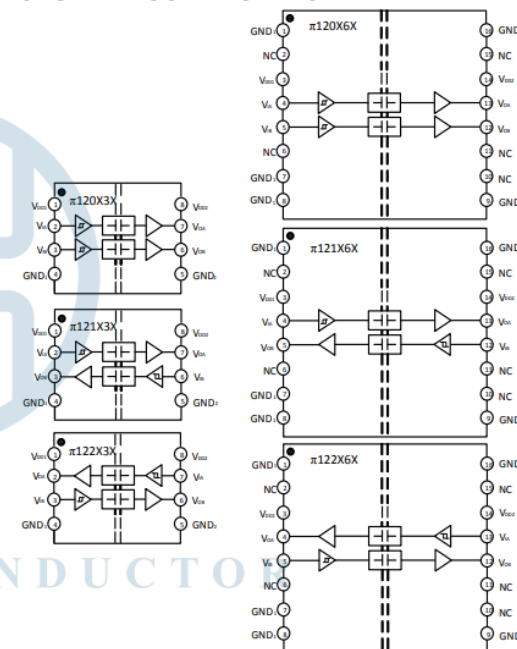 π120X3X
1 VDD1
2 VIA
3 VIB
4 GND1
8 VDD2
7 VOA
6 VOB
5 GND2
π121X3X
1 VDD1
2 VIA
3 VOB
4 GND1
8 VDD2
7 VOA
6 VIB
5 GND2
π122X3X
1 VDD1
2 VOA
3 VIB
4 GND1
8 VDD2
7 VIA
6 VOB
5 GND2
π120X6X
GND1 1
NC 2
VDD1 3
VIA 4
VIB 5
NC 6
GND1 7
GND1 8
16 GND
15 NC
14 VDD2
13 VOA
12 VOB
11 NC
10 NC
9 GND
π121X6X
GND1 1
NC 2
VDD1 3
VIA 4
VOB 5
NC 6
GND1 7
GND1 8
16 GND
15 NC
14 VDD2
13 VOA
12 VIB
11 NC
10 NC
9 GND
π122X6X
GND1 1
NC 2
VDD1 3
VOA 4
VIB 5
NC 6
GND1 7
GND1 8
16 GND
15 NC
14 VDD2
13 VIA
12 VOB
11 NC
10 NC
9 GND
NDUCTOR